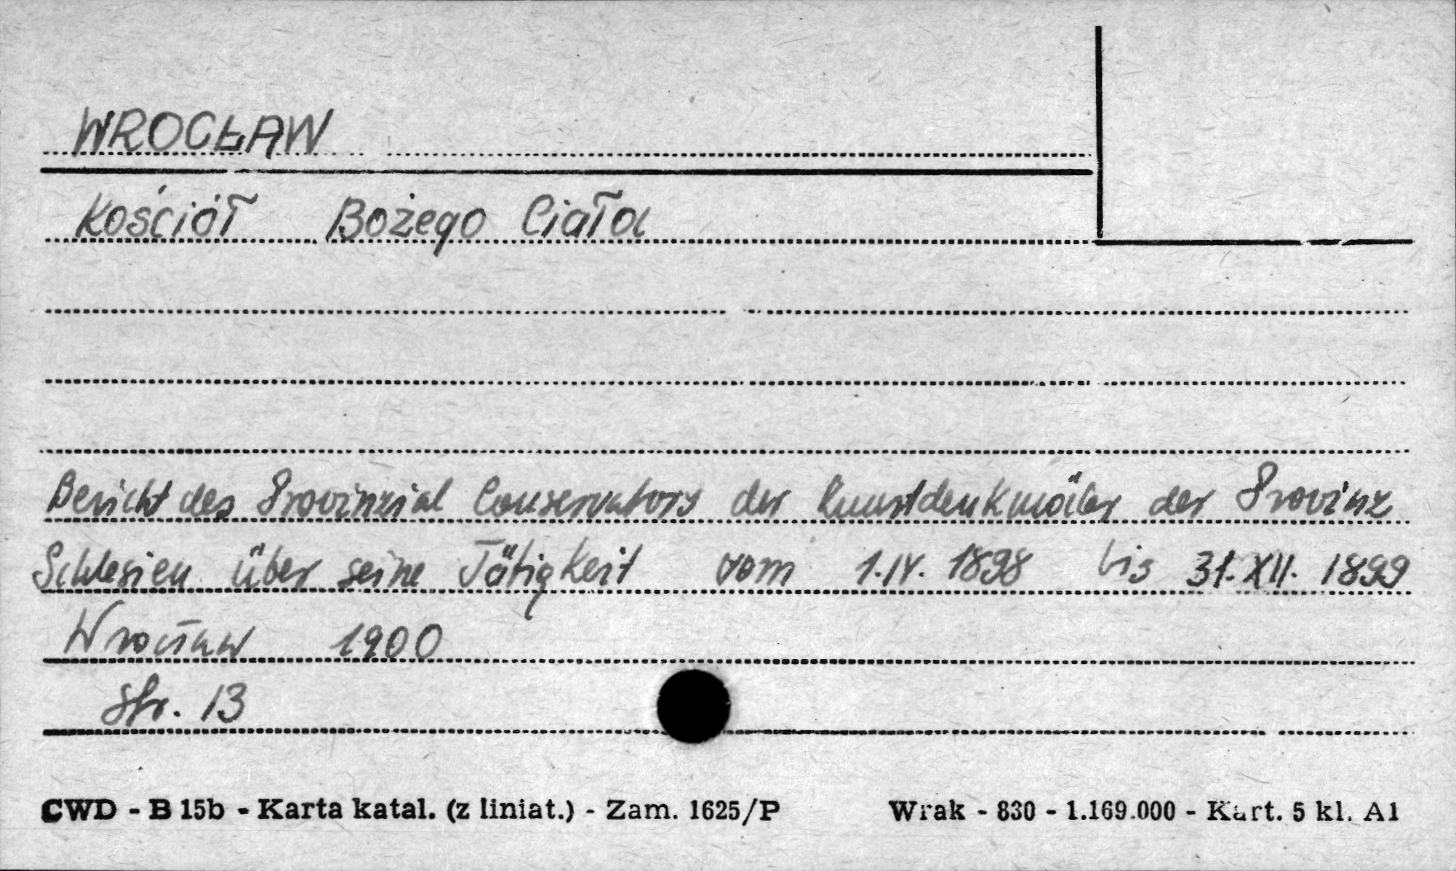 WROCŁAW
Kościół Bożego Ciała
Bericht des Provinzial Conservators der Kunstdenkmäler der Provinz
Schlesien über seine Tätigkeit vom 1.IV. 1898 bis 31.XII. 1899
Wrocław 1900
Str. 13
CWD - B 15b - Karta katal. (z liniat.) - Zam. 1625/P Wrak - 830 - 1.169.000 - Kart. 5 kl. A1